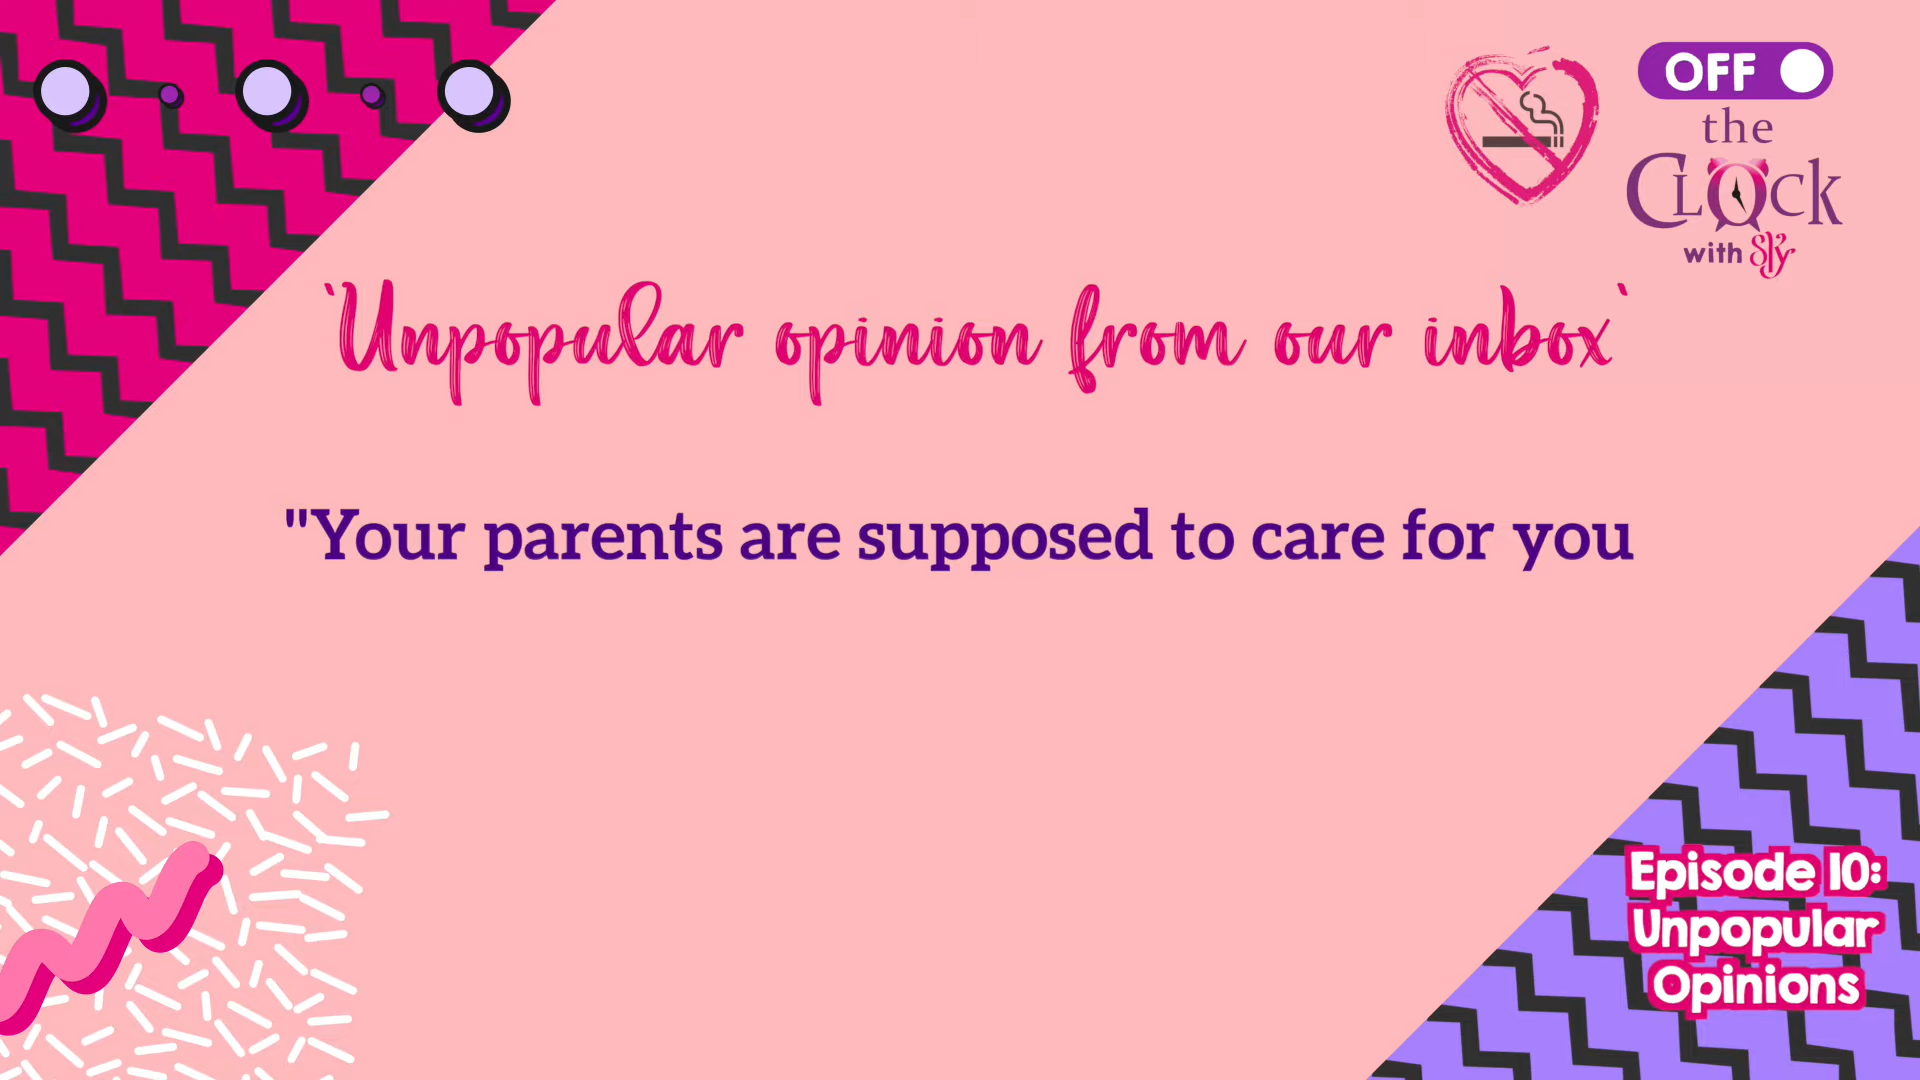 OFF
the
CLOCK
with Sly
`Unpopular opinion from our inbox`
"Your parents are supposed to care for you
Episode 10:
Unpopular
Opinions